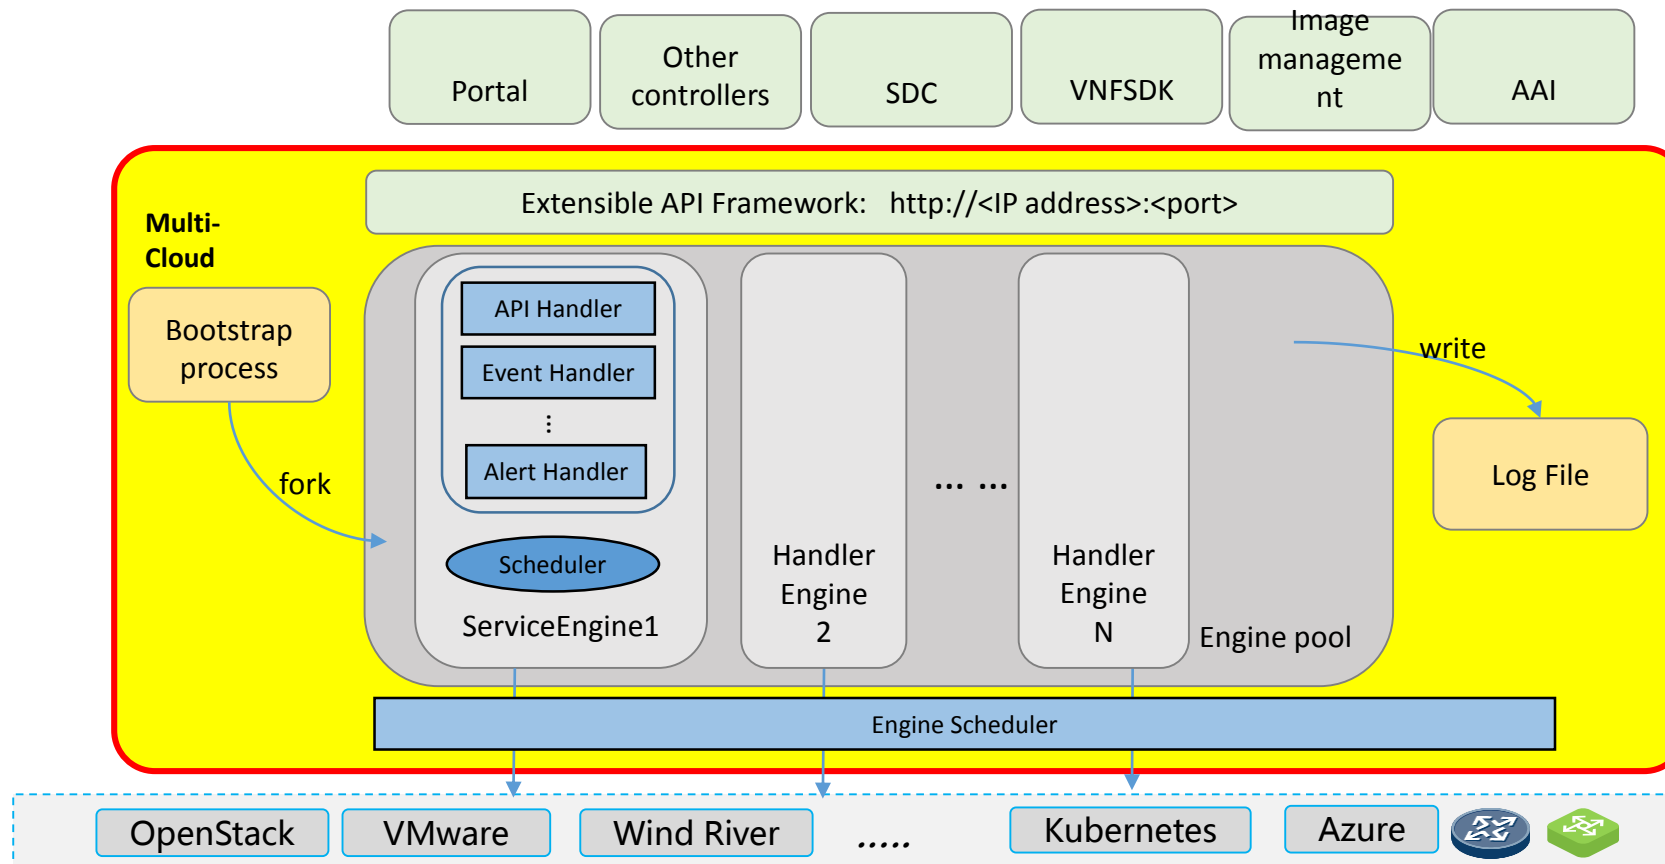 Portal
Other
controllers
SDC
VNFSDK
Image
manageme
nt
AAI
Extensible API Framework:   http://<IP address>:<port>
Multi-
Cloud
Bootstrap
process
fork
API Handler
Event Handler
...
Alert Handler
Scheduler
ServiceEngine1
Handler
Engine
2
... ...
Handler
Engine
N
Engine pool
write
Log File
Engine Scheduler
OpenStack
VMware
Wind River
.....
Kubernetes
Azure